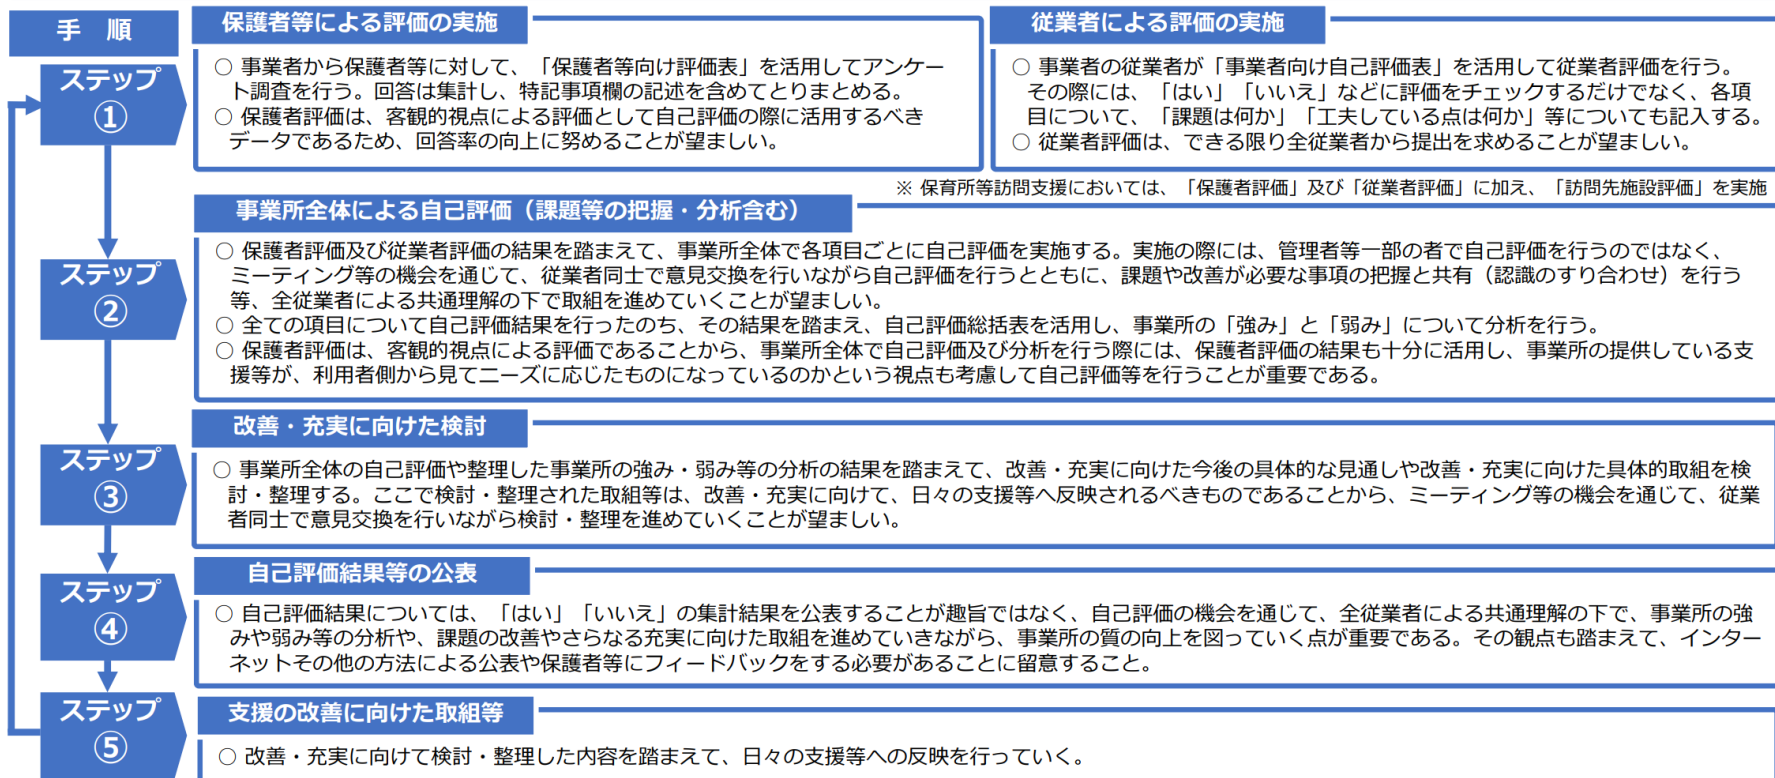 手 順
ステップ
①
保護者等による評価の実施
○ 事業者から保護者等に対して、「保護者等向け評価表」を活用してアンケー
ト調査を行う。回答は集計し、特記事項欄の記述を含めてとりまとめる。
○ 保護者評価は、客観的視点による評価として自己評価の際に活用するべき
データであるため、回答率の向上に努めることが望ましい。
従業者による評価の実施
○ 事業者の従業者が「事業者向け自己評価表」を活用して従業者評価を行う。
その際には、「はい」「いいえ」などに評価をチェックするだけでなく、各項
目について、「課題は何か」「工夫している点は何か」等についても記入する。
○ 従業者評価は、できる限り全従業者から提出を求めることが望ましい。
※ 保育所等訪問支援においては、「保護者評価」及び「従業者評価」に加え、「訪問先施設評価」を実施
ステップ
②
事業所全体による自己評価（課題等の把握・分析含む）
○ 保護者評価及び従業者評価の結果を踏まえて、事業所全体で各項目ごとに自己評価を実施する。実施の際には、管理者等一部の者で自己評価を行うのではなく、
ミーティング等の機会を通じて、従業者同士で意見交換を行いながら自己評価を行うとともに、課題や改善が必要な事項の把握と共有（認識のすり合わせ）を行う
等、全従業者による共通理解の下で取組を進めていくことが望ましい。
○ 全ての項目について自己評価結果を行ったのち、その結果を踏まえ、自己評価総括表を活用し、事業所の「強み」と「弱み」について分析を行う。
○ 保護者評価は、客観的視点による評価であることから、事業所全体で自己評価及び分析を行う際には、保護者評価の結果も十分に活用し、事業所の提供している支
援等が、利用者側から見てニーズに応じたものになっているのかという視点も考慮して自己評価等を行うことが重要である。
ステップ
③
改善・充実に向けた検討
○ 事業所全体の自己評価や整理した事業所の強み・弱み等の分析の結果を踏まえて、改善・充実に向けた今後の具体的な見通しや改善・充実に向けた具体的取組を検
討・整理する。ここで検討・整理された取組等は、改善・充実に向けて、日々の支援等へ反映されるべきものであることから、ミーティング等の機会を通じて、従業
者同士で意見交換を行いながら検討・整理を進めていくことが望ましい。
ステップ
④
自己評価結果等の公表
○ 自己評価結果については、「はい」「いいえ」の集計結果を公表することが趣旨ではなく、自己評価の機会を通じて、全従業者による共通理解の下で、事業所の強
みや弱み等の分析や、課題の改善やさらなる充実に向けた取組を進めていきながら、事業所の質の向上を図っていく点が重要である。その観点も踏まえて、インター
ネットその他の方法による公表や保護者等にフィードバックをする必要があることに留意すること。
ステップ
⑤
支援の改善に向けた取組等
○ 改善・充実に向けて検討・整理した内容を踏まえて、日々の支援等への反映を行っていく。